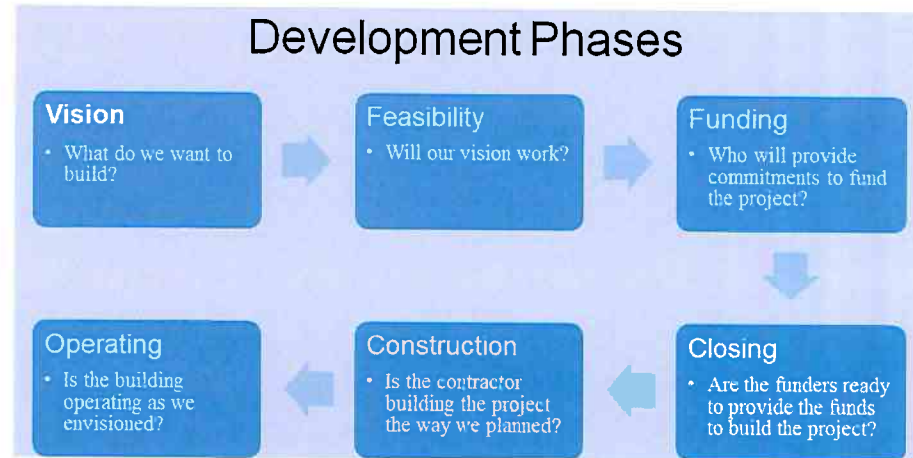 Development Phases
Vision
• What do we want to
build?
Feasibility
• Will our vision work?
Funding
• Who will provide
commitments to fund
the project?
Closing
• Are the funders ready
to provide the funds
to build the project?
Construction
• Is the contractor
building the project
the way we planned?
Operating
• Is the building
operating as we
envisioned?